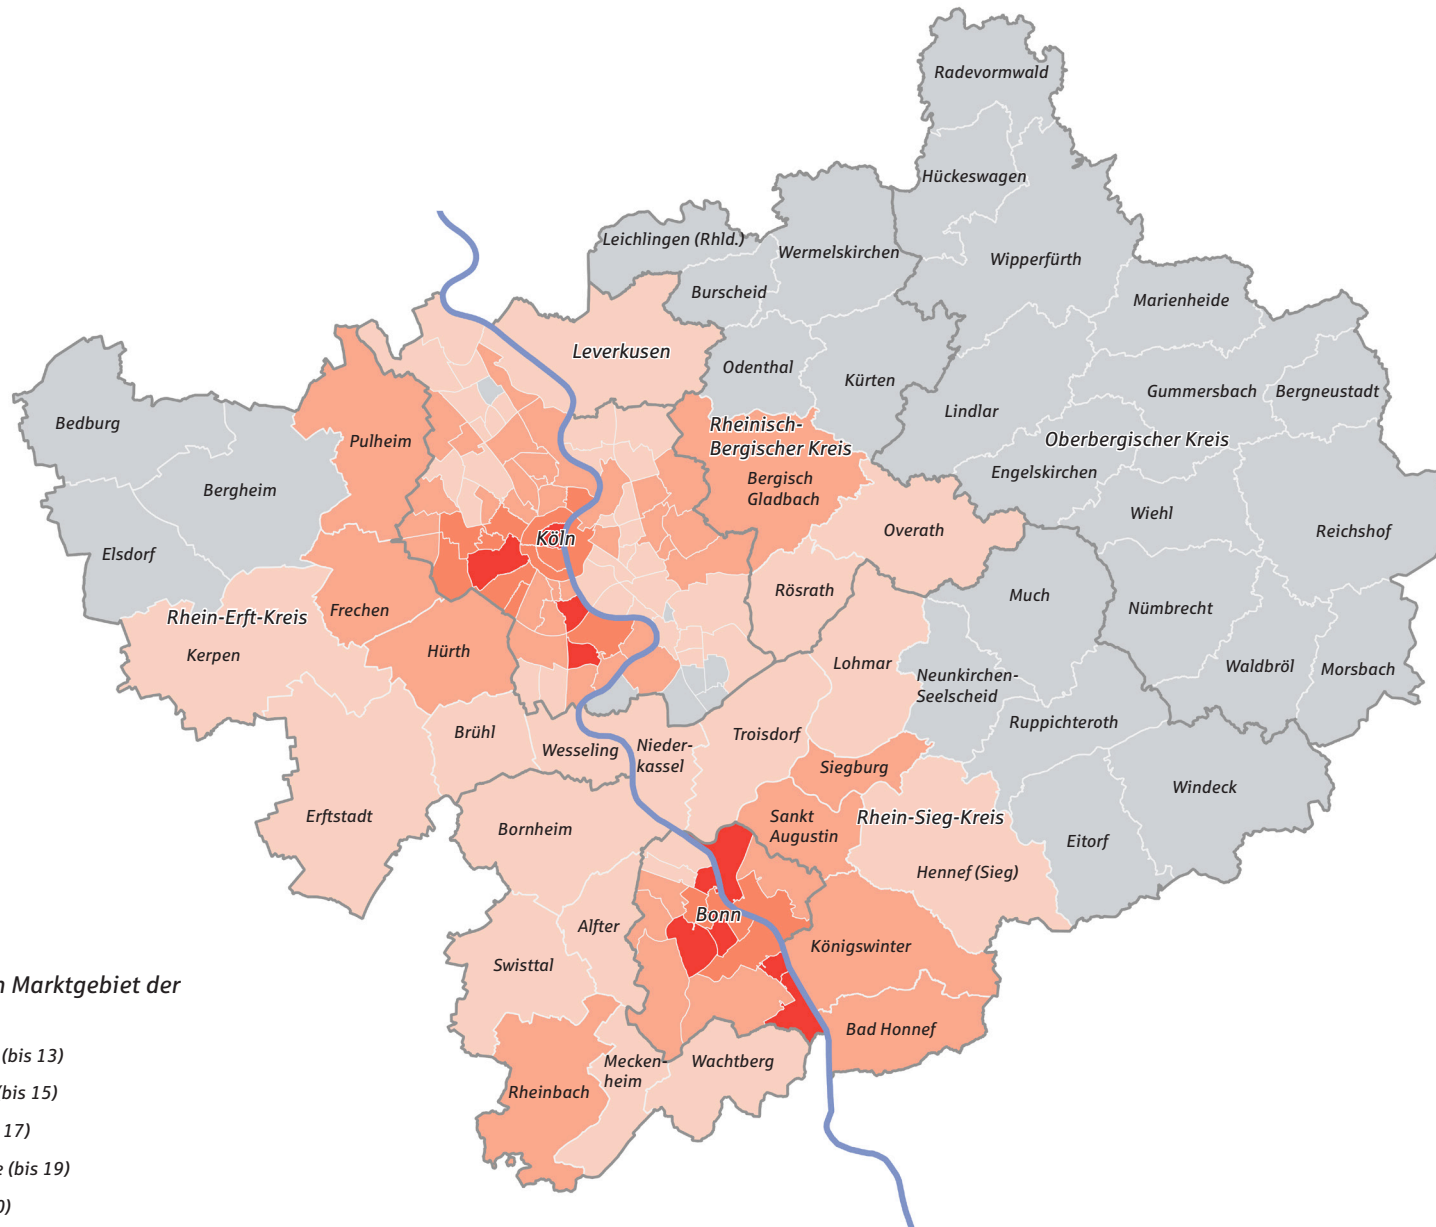 Radevormwald
Hückeswagen
Leichlingen (Rhld.)
Wermelskirchen
Wipperfürth
Burscheid
Marienheide
Leverkusen
Odenthal
Kürten
Gummersbach
Bergneustadt
Lindlar
Bedburg
Pulheim
Rheinisch-
Bergischer Kreis
Oberbergischer Kreis
Engelskirchen
Bergisch
Gladbach
Bergheim
Wiehl
Overath
Reichshof
Köln
Elsdorf
Rösrath
Much
Nümbrecht
Frechen
Rhein-Erft-Kreis
Kerpen
Hürth
Lohmar
Neunkirchen-
Seelscheid
Waldbröl
Morsbach
Ruppichteroth
Brühl
Wesseling
Nieder-
kassel
Troisdorf
Siegburg
Windeck
Erftstadt
Bornheim
Sankt
Augustin
Rhein-Sieg-Kreis
Eitorf
Hennef (Sieg)
Bonn
Alfter
Königswinter
Swisttal
Marktgebiet der
Bad Honnef
(bis 13)
Mecken-
heim
Wachtberg
Rheinbach
bis 15)
17)
(bis 19)
0)